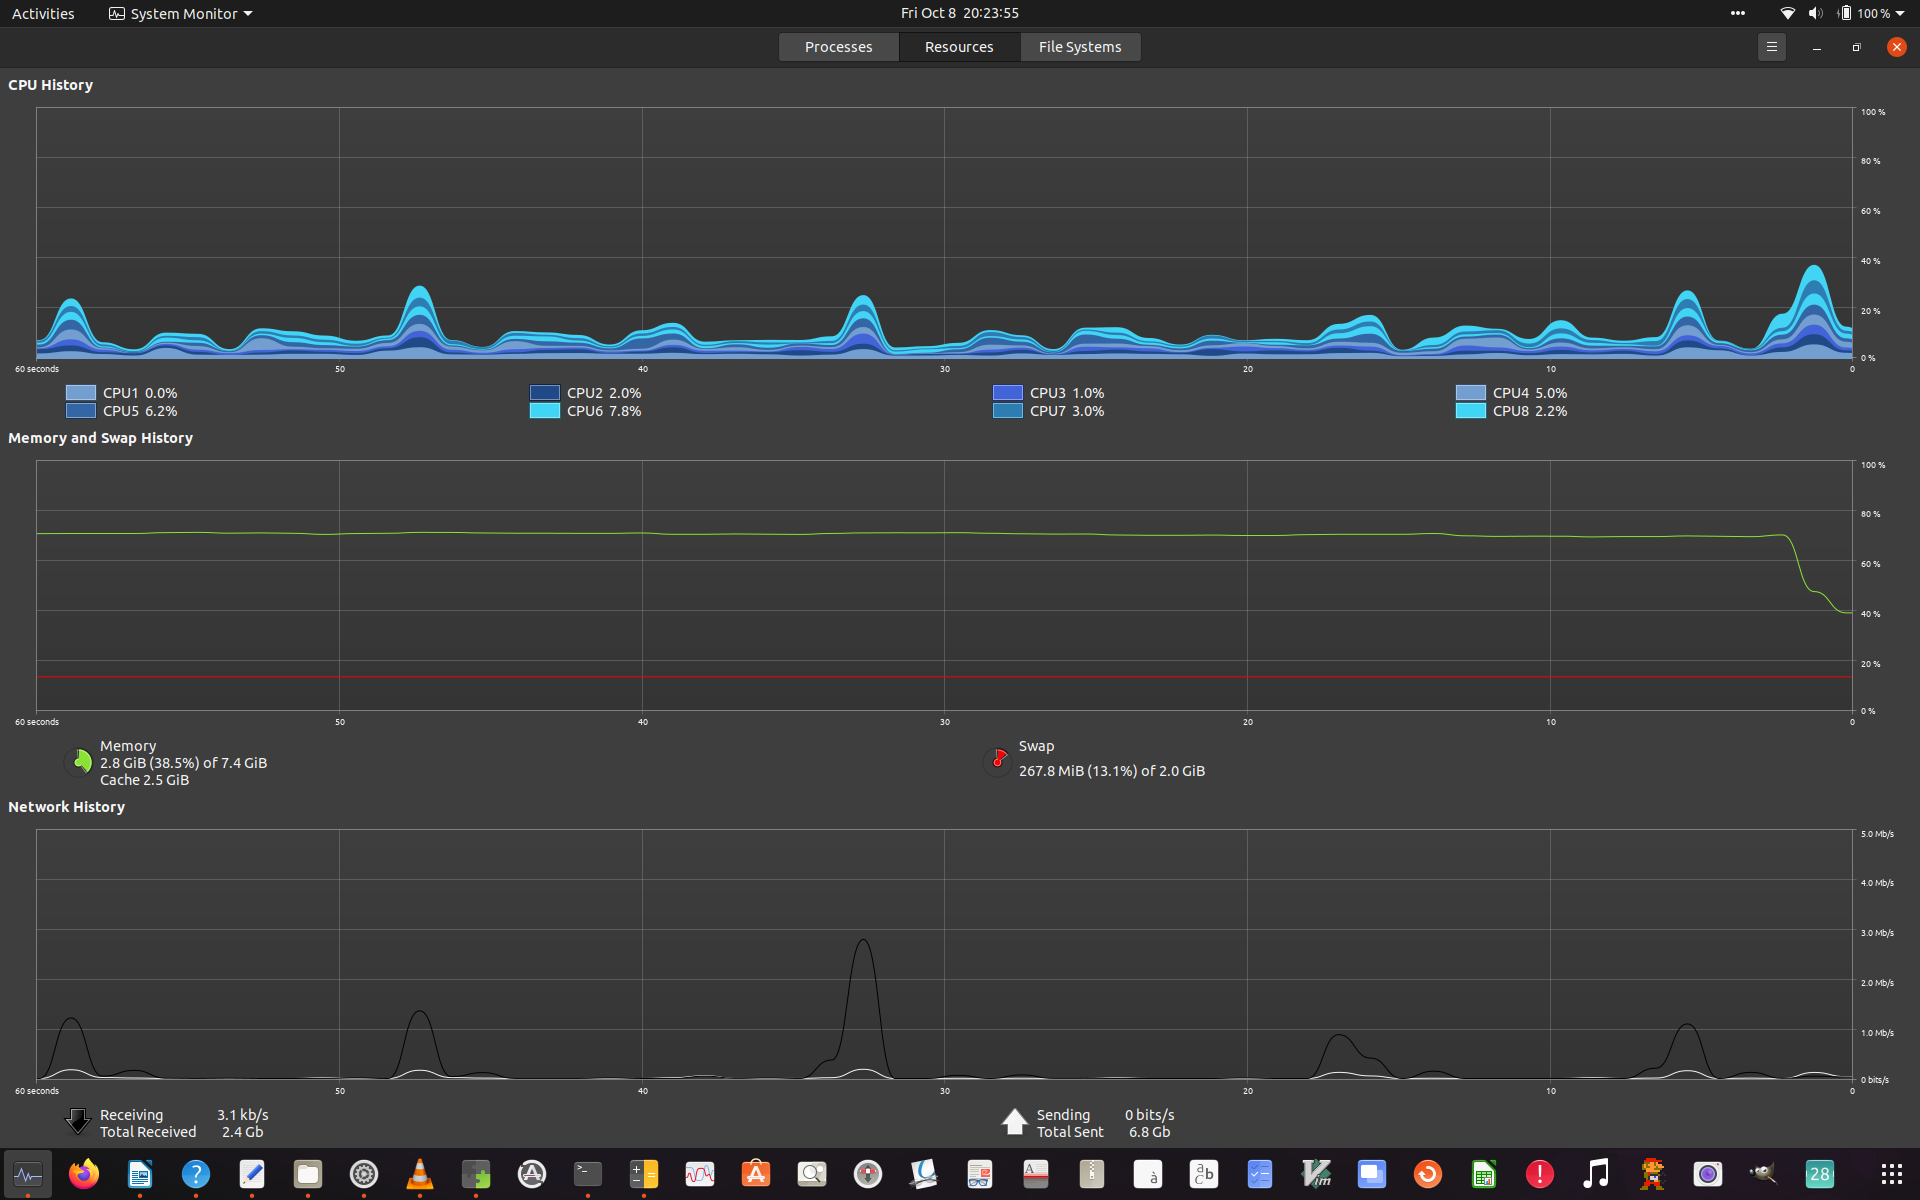 Activities System Monitor Fri Oct 8 20:23:55 100 %
Processes Resources File Systems
CPU History
100 %
80 %
60 %
40 %
20 %
0 %
60 seconds 50 40 30 20 10 0
CPU1 0.0% CPU2 2.0% CPU3 1.0% CPU4 5.0%
CPU5 6.2% CPU6 7.8% CPU7 3.0% CPU8 2.2%
Memory and Swap History
100 %
80 %
60 %
40 %
20 %
0 %
60 seconds 50 40 30 20 10 0
Memory
2.8 GiB (38.5%) of 7.4 GiB
Cache 2.5 GiB
Swap
267.8 MiB (13.1%) of 2.0 GiB
Network History
5.0 Mb/s
4.0 Mb/s
3.0 Mb/s
2.0 Mb/s
1.0 Mb/s
0 bits/s
60 seconds 50 40 30 20 10 0
Receiving 3.1 kb/s
Total Received 2.4 Gb
Sending 0 bits/s
Total Sent 6.8 Gb
? >_ A à a b c Vim ! 28